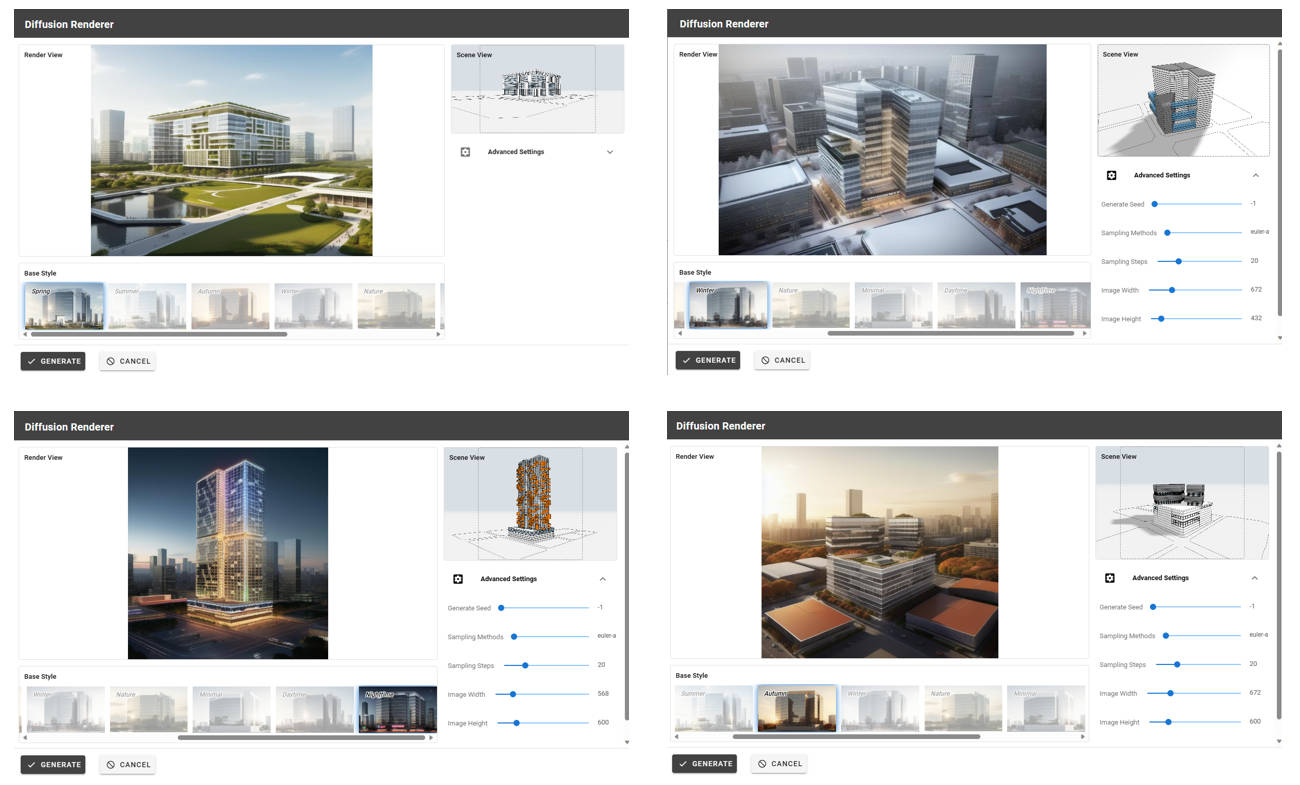 Diffusion Renderer
Render View
Scene View
Advanced Settings
Base Style
Spring
Summer
Autumn
Winter
Nature
GENERATE
CANCEL
Diffusion Renderer
Render View
Scene View
Advanced Settings
Generate Seed -1
Sampling Methods euler-a
Sampling Steps 20
Image Width 672
Image Height 432
Base Style
Winter
Nature
Minimal
Daytime
Nighttime
GENERATE
CANCEL
Diffusion Renderer
Render View
Scene View
Advanced Settings
Generate Seed -1
Sampling Methods euler-a
Sampling Steps 20
Image Width 568
Image Height 600
Base Style
Winter
Nature
Minimal
Daytime
Nighttime
GENERATE
CANCEL
Diffusion Renderer
Render View
Scene View
Advanced Settings
Generate Seed -1
Sampling Methods euler-a
Sampling Steps 20
Image Width 672
Image Height 600
Base Style
Summer
Autumn
Winter
Nature
Minimal
GENERATE
CANCEL